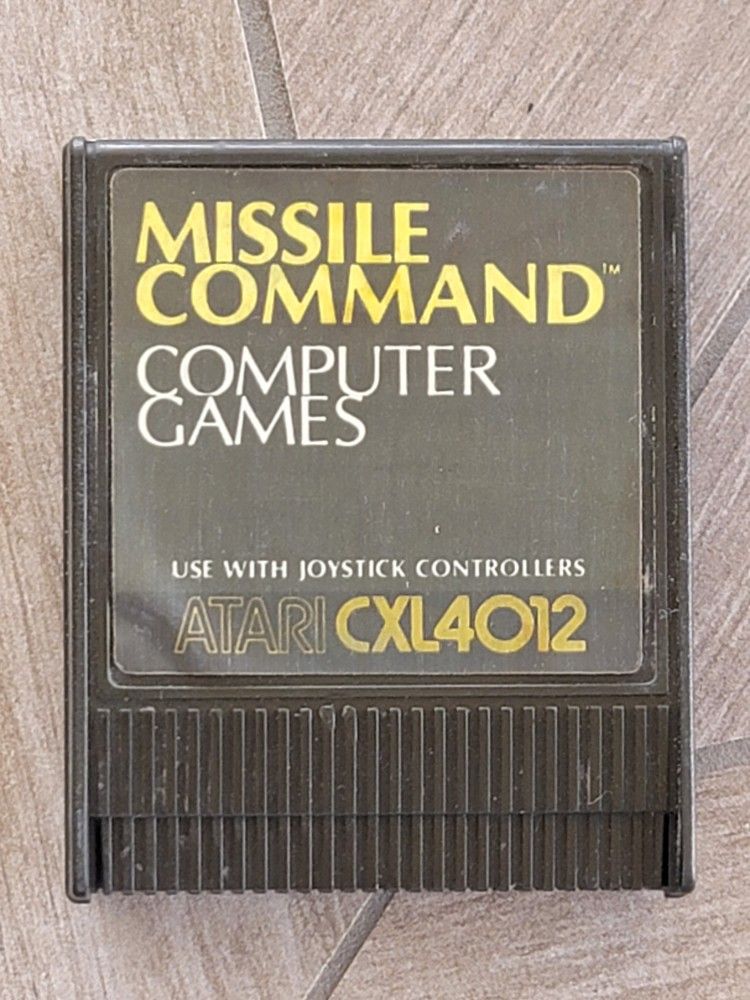 MISSILE
COMMAND™
COMPUTER
GAMES
USE WITH JOYSTICK CONTROLLERS
ATARI CXL4012